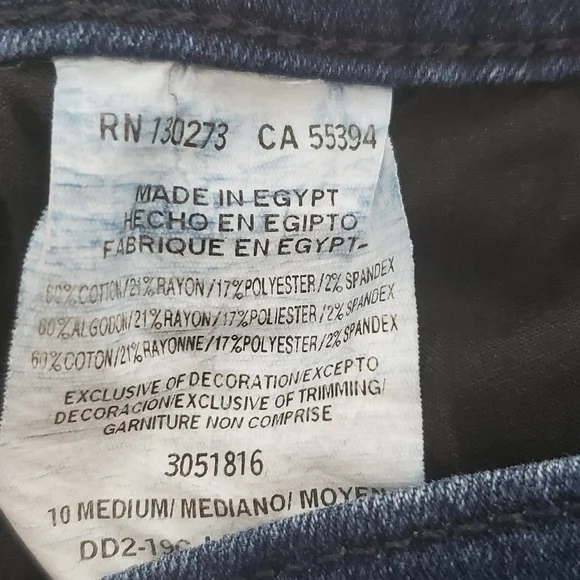 RN 130273 CA 55394
MADE IN EGYPT
HECHO EN EGIPTO
FABRIQUE EN EGYPT
60%COTTON/21%RAYON/17%POLYESTER/2%SPANDEX
60%ALGODON/21%RAYON/17%POLIESTER/2%SPANDEX
60%COTON/21%RAYONNE/17%POLYESTER/2%SPANDEX
EXCLUSIVE OF DECORATION/EXCEPTO
DECORACIÓN/EXCLUSIVE OF TRIMMING/
GARNITURE NON COMPRISE
3051816
10 MEDIUM/ MEDIANO/